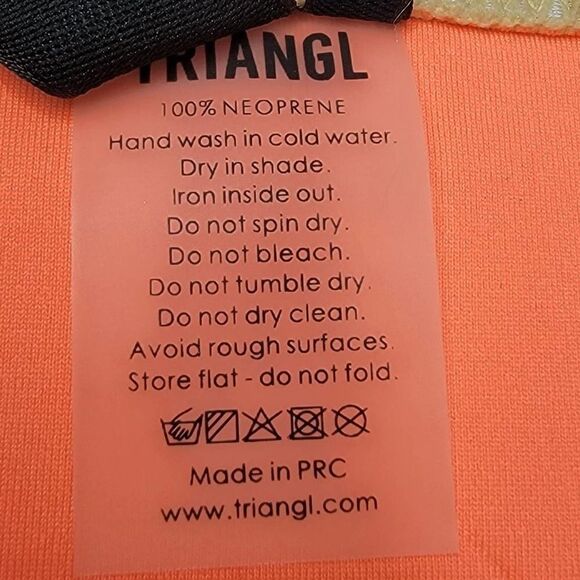 TRIANGL
100% NEOPRENE
Hand wash in cold water.
Dry in shade.
Iron inside out.
Do not spin dry.
Do not bleach.
Do not tumble dry.
Do not dry clean.
Avoid rough surfaces.
Store flat - do not fold.
Made in PRC
www.triangl.com